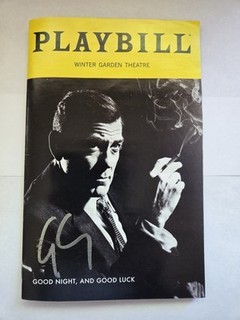 PLAYBILL
WINTER GARDEN THEATRE
GOOD NIGHT, AND GOOD LUCK